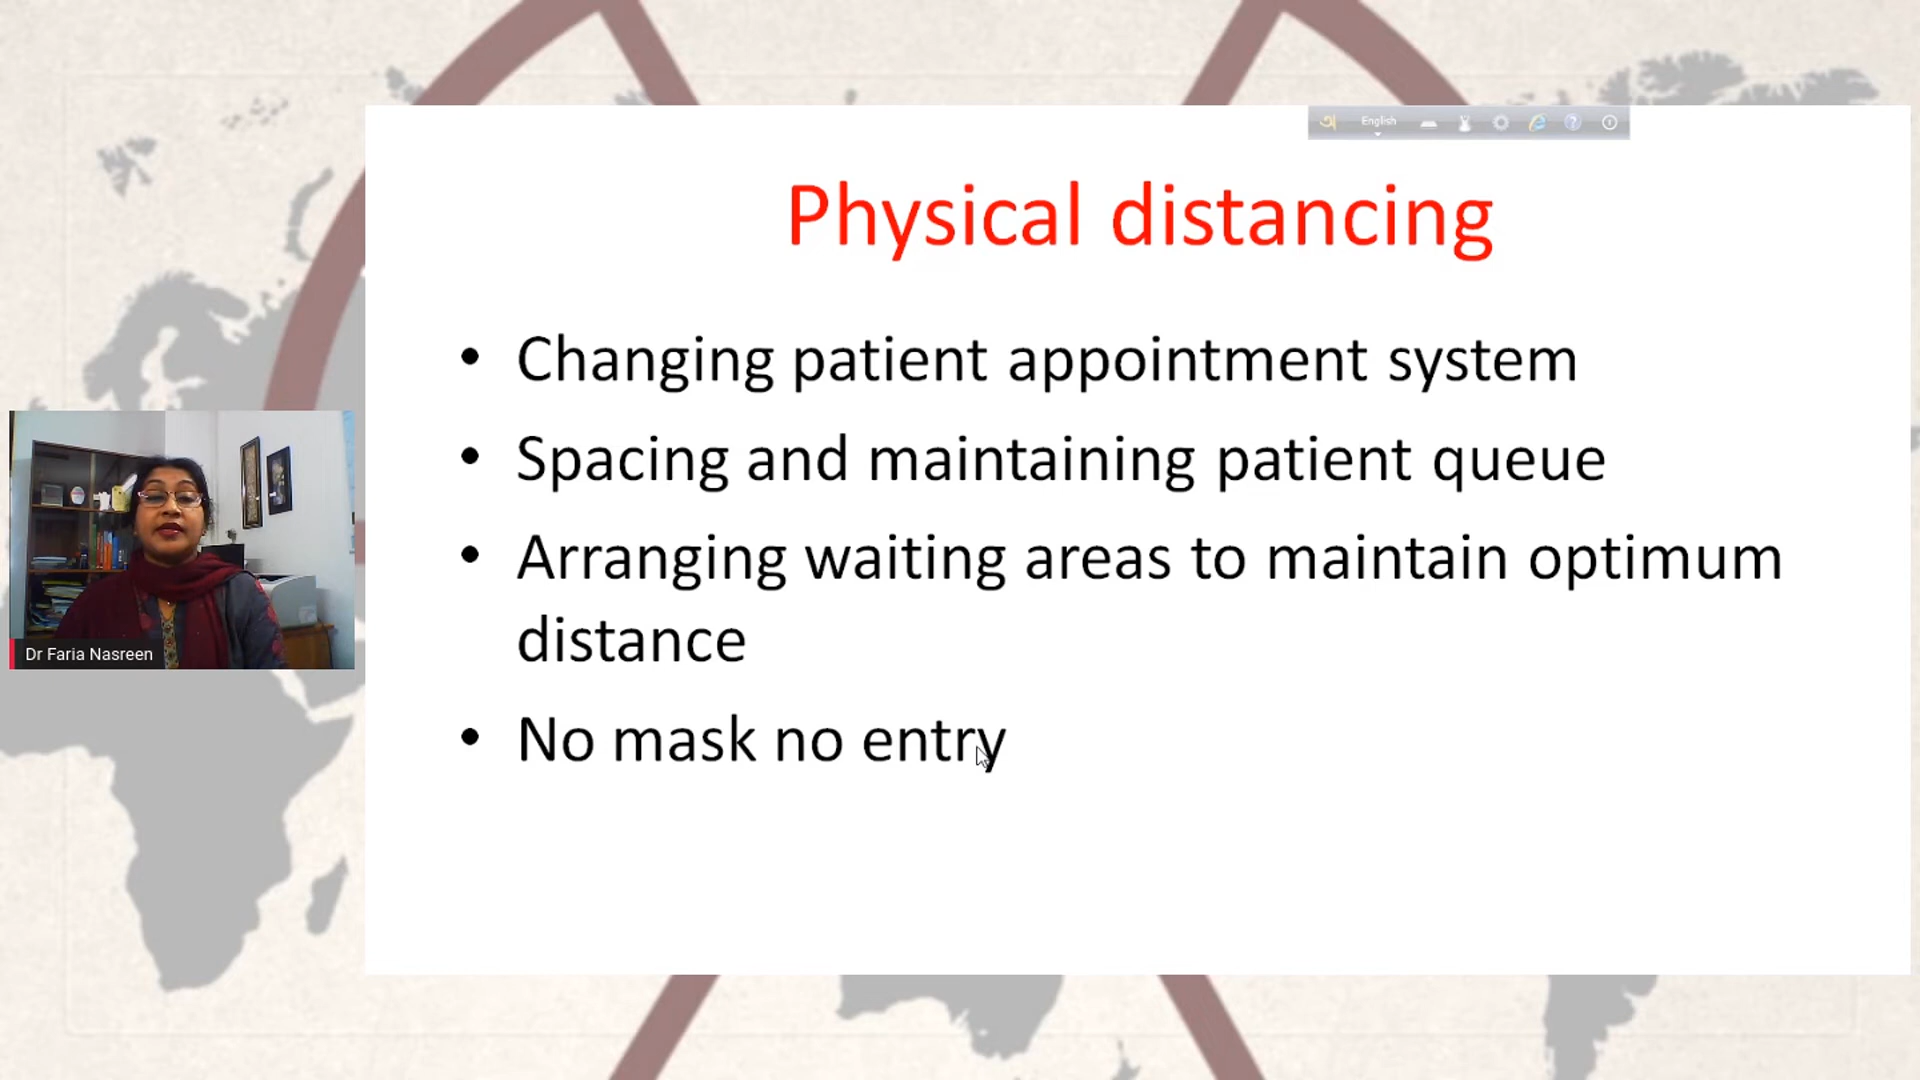 অ English
Physical distancing
• Changing patient appointment system
• Spacing and maintaining patient queue
• Arranging waiting areas to maintain optimum
distance
• No mask no entry
Dr Faria Nasreen